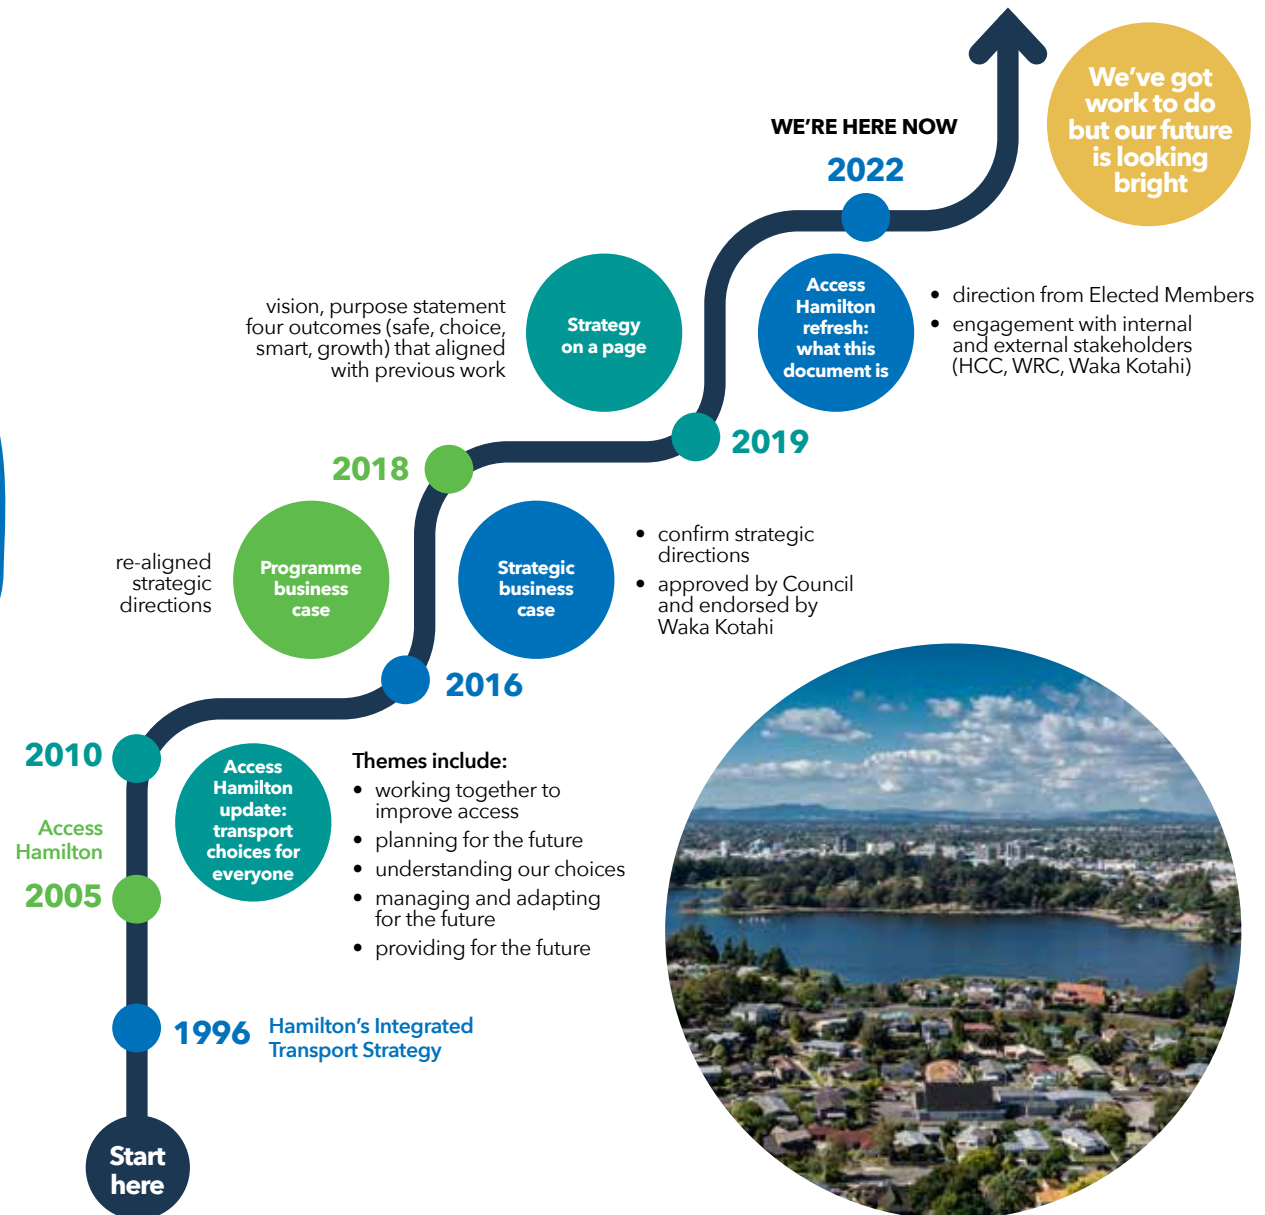 We've got
work to do
but our future
is looking
bright
WE'RE HERE NOW
2022
Access
Hamilton
refresh:
what this
document is
• direction from Elected Members
• engagement with internal
and external stakeholders
(HCC, WRC, Waka Kotahi)
vision, purpose statement
four outcomes (safe, choice,
smart, growth) that aligned
with previous work
Strategy
on a page
2019
2018
re-aligned
strategic
directions
Programme
business
case
Strategic
business
case
• confirm strategic
directions
• approved by Council
and endorsed by
Waka Kotahi
2016
2010
Access
Hamilton
update:
transport
choices for
everyone
Themes include:
• working together to
improve access
• planning for the future
• understanding our choices
• managing and adapting
for the future
• providing for the future
Access
Hamilton
2005
1996
Hamilton's Integrated
Transport Strategy
Start
here